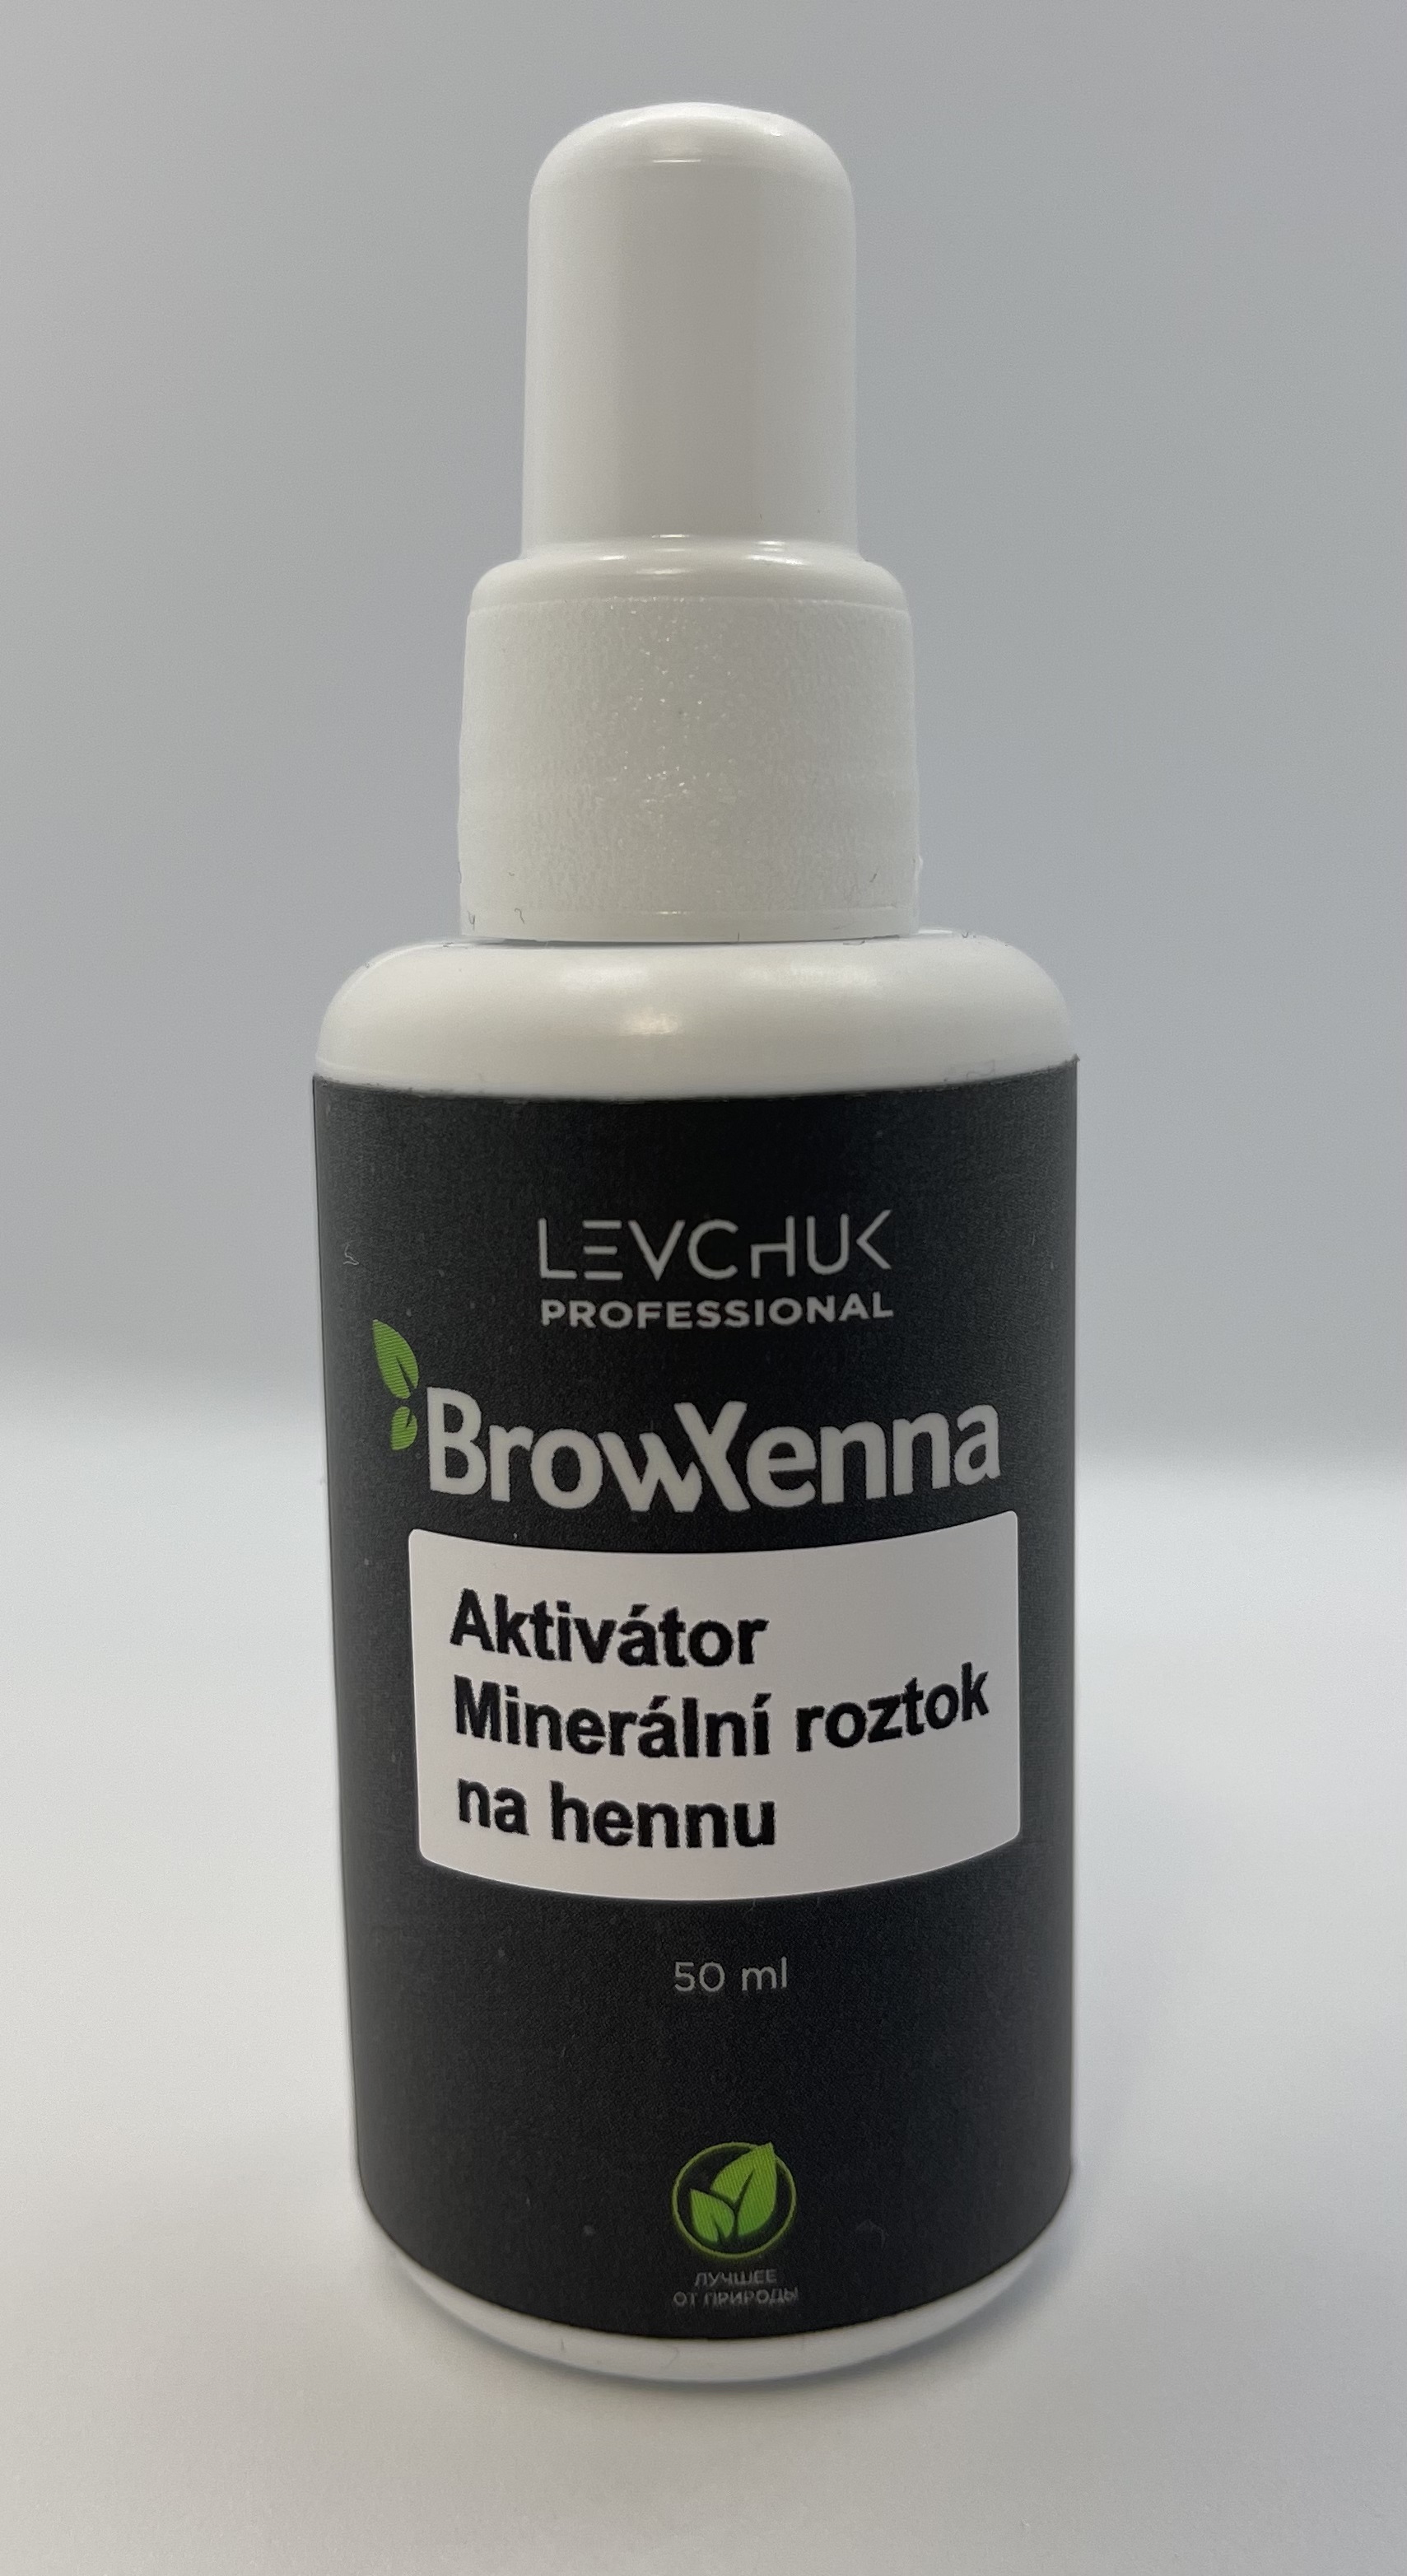 LEVCHUK
PROFESSIONAL
BrowXenna
Aktivátor
Minerální roztok
na hennu
50 ml
ЛУЧШЕЕ
ОТ ПРИРОДЫ